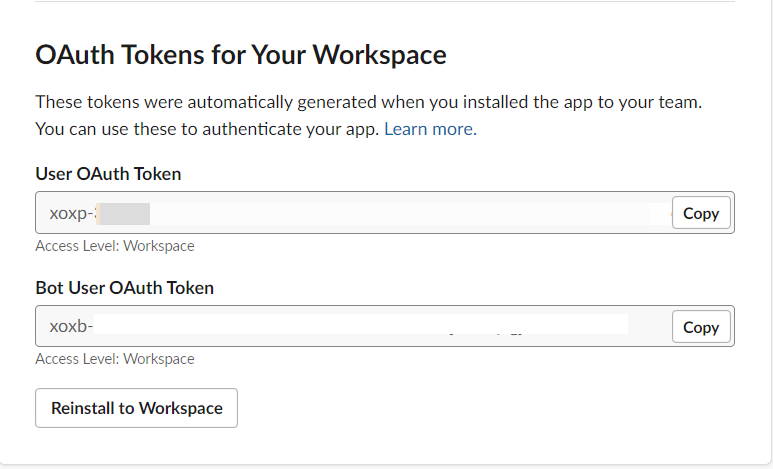 OAuth Tokens for Your Workspace
These tokens were automatically generated when you installed the app to your team.
You can use these to authenticate your app. Learn more.
User OAuth Token
xoxp-
Copy
Access Level: Workspace
Bot User OAuth Token
xoxb-
Copy
Access Level: Workspace
Reinstall to Workspace